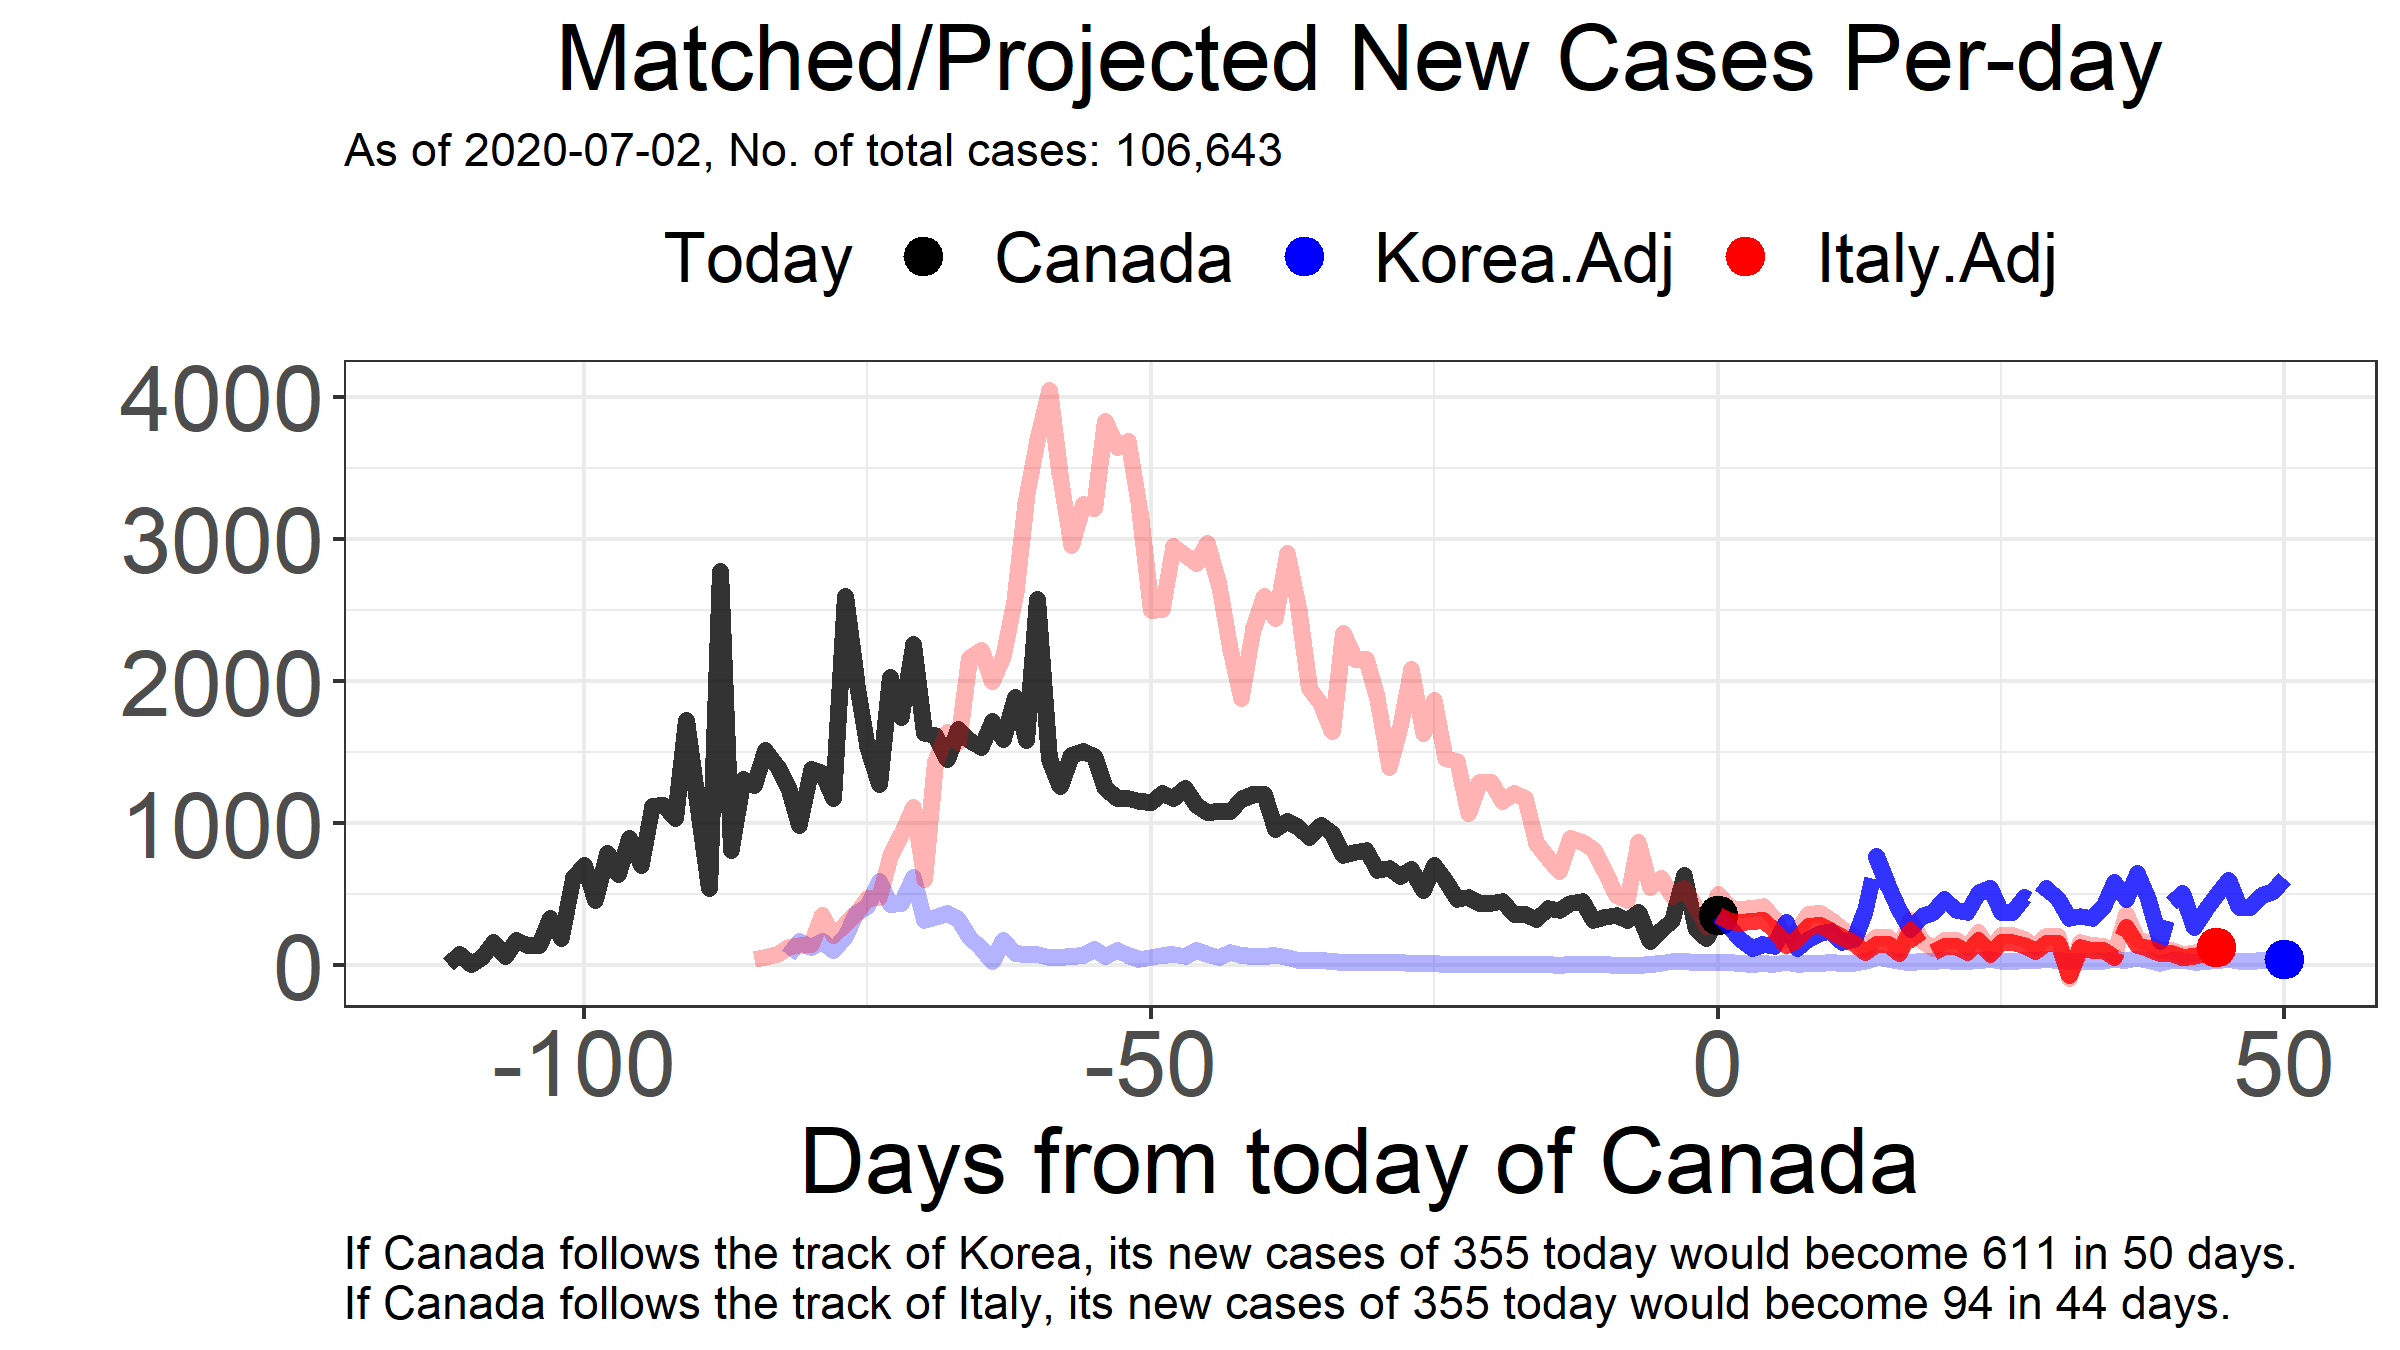 Matched/Projected New Cases Per-day
As of 2020-07-02, No. of total cases: 106,643
Today Canada Korea.Adj Italy.Adj
4000
3000
2000
1000
0
-100 -50 0 50
Days from today of Canada
If Canada follows the track of Korea, its new cases of 355 today would become 611 in 50 days.
If Canada follows the track of Italy, its new cases of 355 today would become 94 in 44 days.